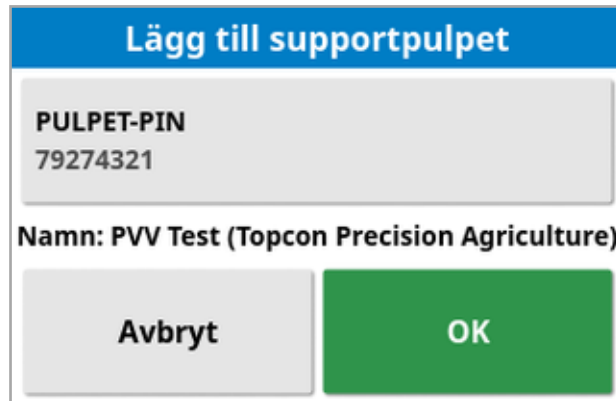 Lägg till supportpulpet
PULPET-PIN
79274321
Namn: PVV Test (Topcon Precision Agriculture)
Avbryt
OK